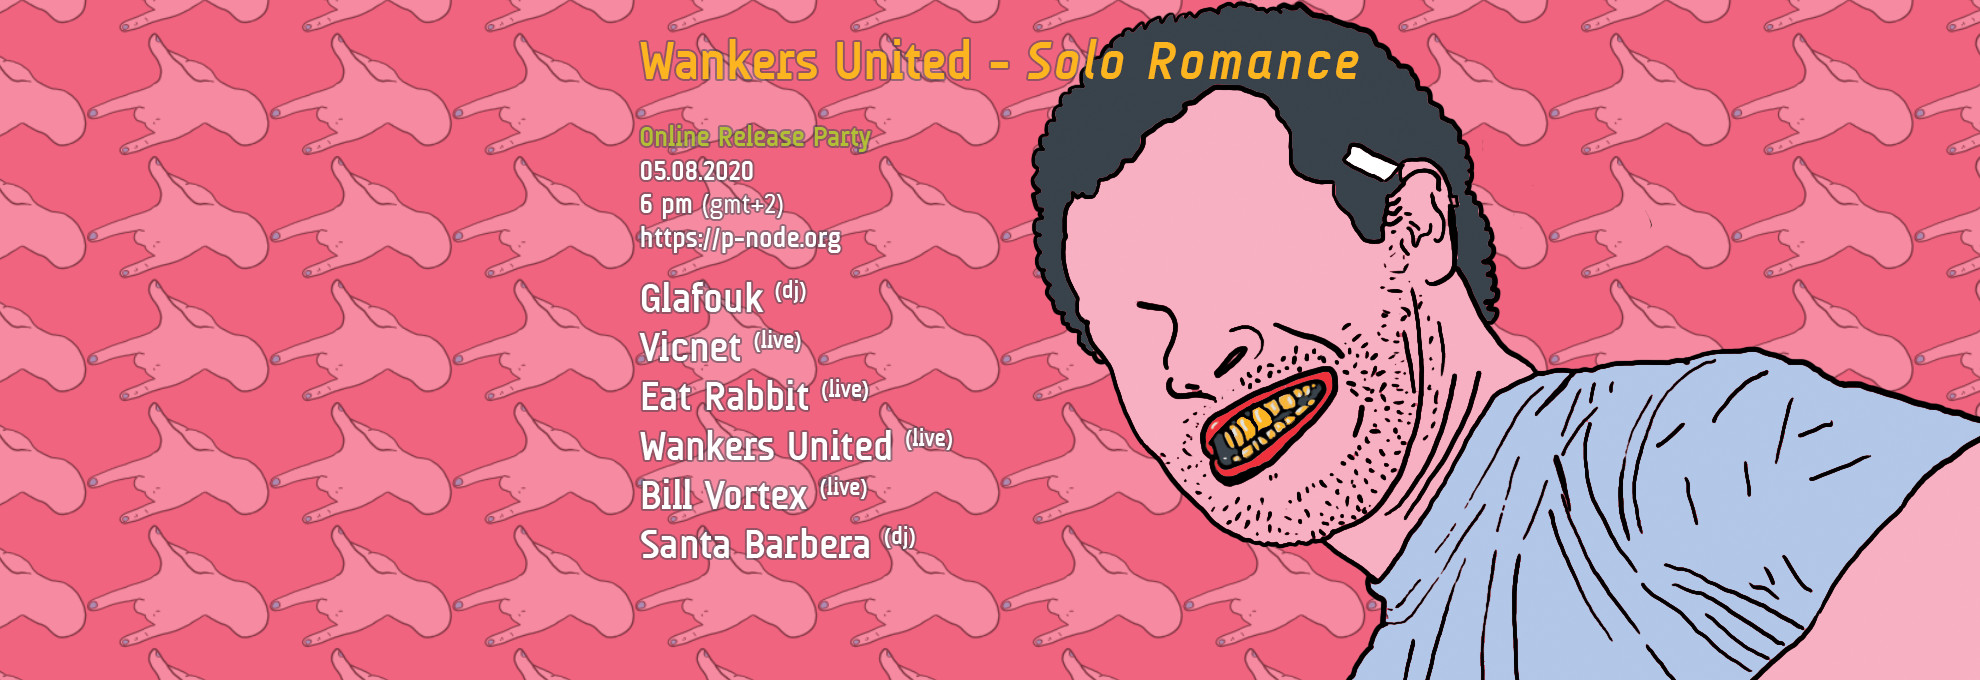 Wankers United - Solo Romance
Online Release Party
05.08.2020
6 pm (gmt+2)
https://p-node.org
Glafouk (dj)
Vicnet (live)
Eat Rabbit (live)
Wankers United (live)
Bill Vortex (live)
Santa Barbera (dj)